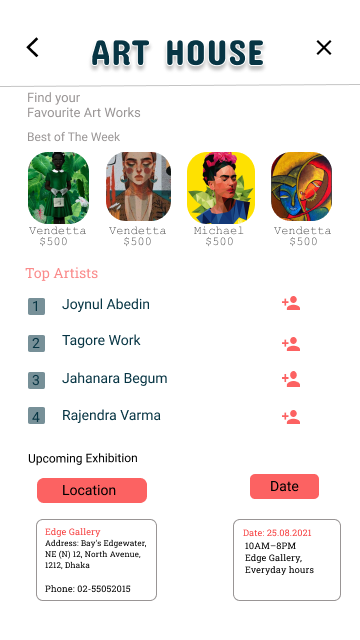 ART HOUSE
Find your
Favourite Art Works
Best of The Week
Vendetta Vendetta Michael Vendetta
$500 $500 $500 $500
Top Artists
1 Joynul Abedin
2 Tagore Work
3 Jahanara Begum
4 Rajendra Varma
Upcoming Exhibition
Location
Date
Edge Gallery
Address: Bay's Edgewater,
NE (N) 12, North Avenue,
1212, Dhaka
Phone: 02-55052015
Date: 25.08.2021
10AM–8PM
Edge Gallery,
Everyday hours